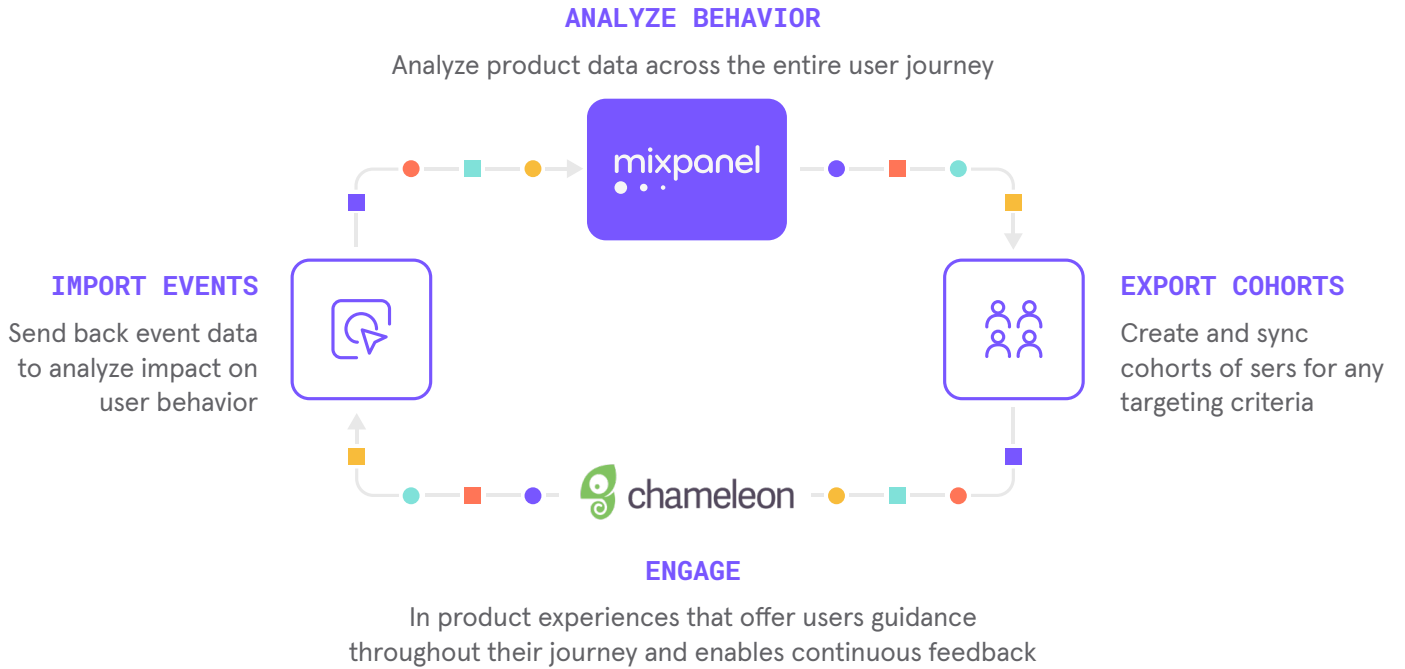 ANALYZE BEHAVIOR
Analyze product data across the entire user journey
mixpanel
IMPORT EVENTS
Send back event data
to analyze impact on
user behavior
EXPORT COHORTS
Create and sync
cohorts of sers for any
targeting criteria
chameleon
ENGAGE
In product experiences that offer users guidance
throughout their journey and enables continuous feedback